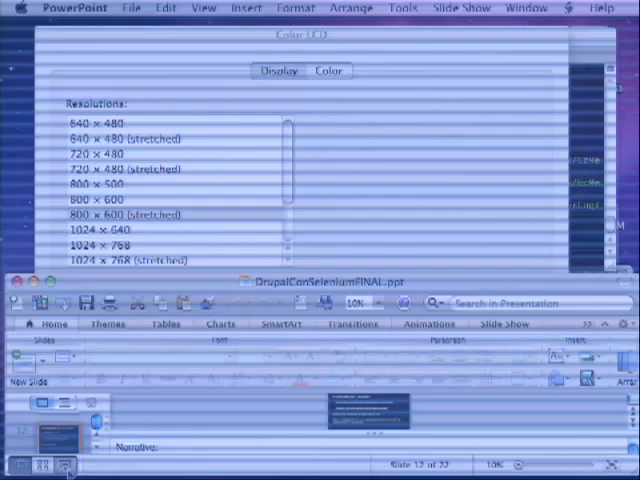 PowerPoint File Edit View Insert Format Arrange Tools Slide Show Window Help
Color LCD
Display Color
Resolutions:
640 × 480
640 × 480 (stretched)
720 × 480
720 × 480 (stretched)
800 × 500
800 × 600
800 × 600 (stretched)
1024 × 640
1024 × 768
1024 × 768 (stretched)
DrupalConSeleniumFINAL.ppt
10% Search in Presentation
Home Themes Tables Charts SmartArt Transitions Animations Slide Show
Slides Font Paragraph Insert
New Slide
Narrative:
Slide 12 of 22 10%